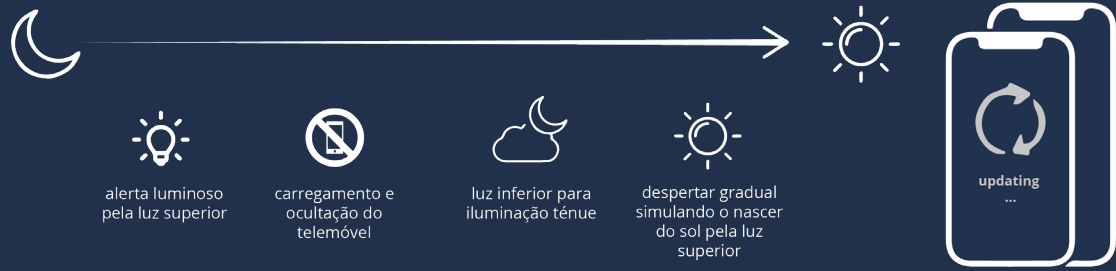 alerta luminoso
pela luz superior
carregamento e
ocultação do
telemóvel
luz inferior para
iluminação ténue
despertar gradual
simulando o nascer
do sol pela luz
superior
updating
...